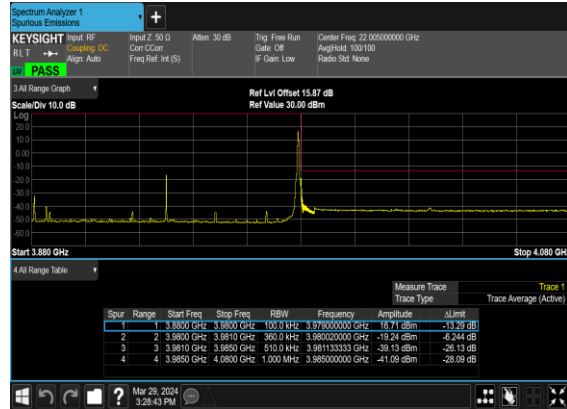 Spectrum Analyzer 1
Spurious Emissions
KEYSIGHT Input: RF Input Z: 50 Ω Atten: 30 dB Trig: Free Run Center Freq: 22.005000000 GHz
RLT Coupling: DC Corr CCorr Gate: Off Avg|Hold: 100/100
Align: Auto Freq Ref: Int (S) IF Gain: Low Radio Std: None
PASS
3 All Range Graph
Ref Lvl Offset 15.87 dB
Scale/Div 10.0 dB Ref Value 30.00 dBm
Log
20.0
10.0
0.00
-10.0
-20.0
-30.0
-40.0
-50.0
-60.0
Start 3.880 GHz Stop 4.080 GH
4 All Range Table
Measure Trace Trace 1
Trace Type Trace Average (Active)
Spur Range Start Freq Stop Freq RBW Frequency Amplitude ΔLimit
1 1 3.8800 GHz 3.9800 GHz 100.0 kHz 3.979000000 GHz 16.71 dBm -13.29 dB
2 2 3.9800 GHz 3.9810 GHz 360.0 kHz 3.980020000 GHz -19.24 dBm -6.244 dB
3 3 3.9810 GHz 3.9850 GHz 510.0 kHz 3.981133333 GHz -39.13 dBm -26.13 dB
4 4 3.9850 GHz 4.0800 GHz 1.000 MHz 3.985000000 GHz -41.09 dBm -28.09 dB
Mar 29, 2024
3:28:43 PM